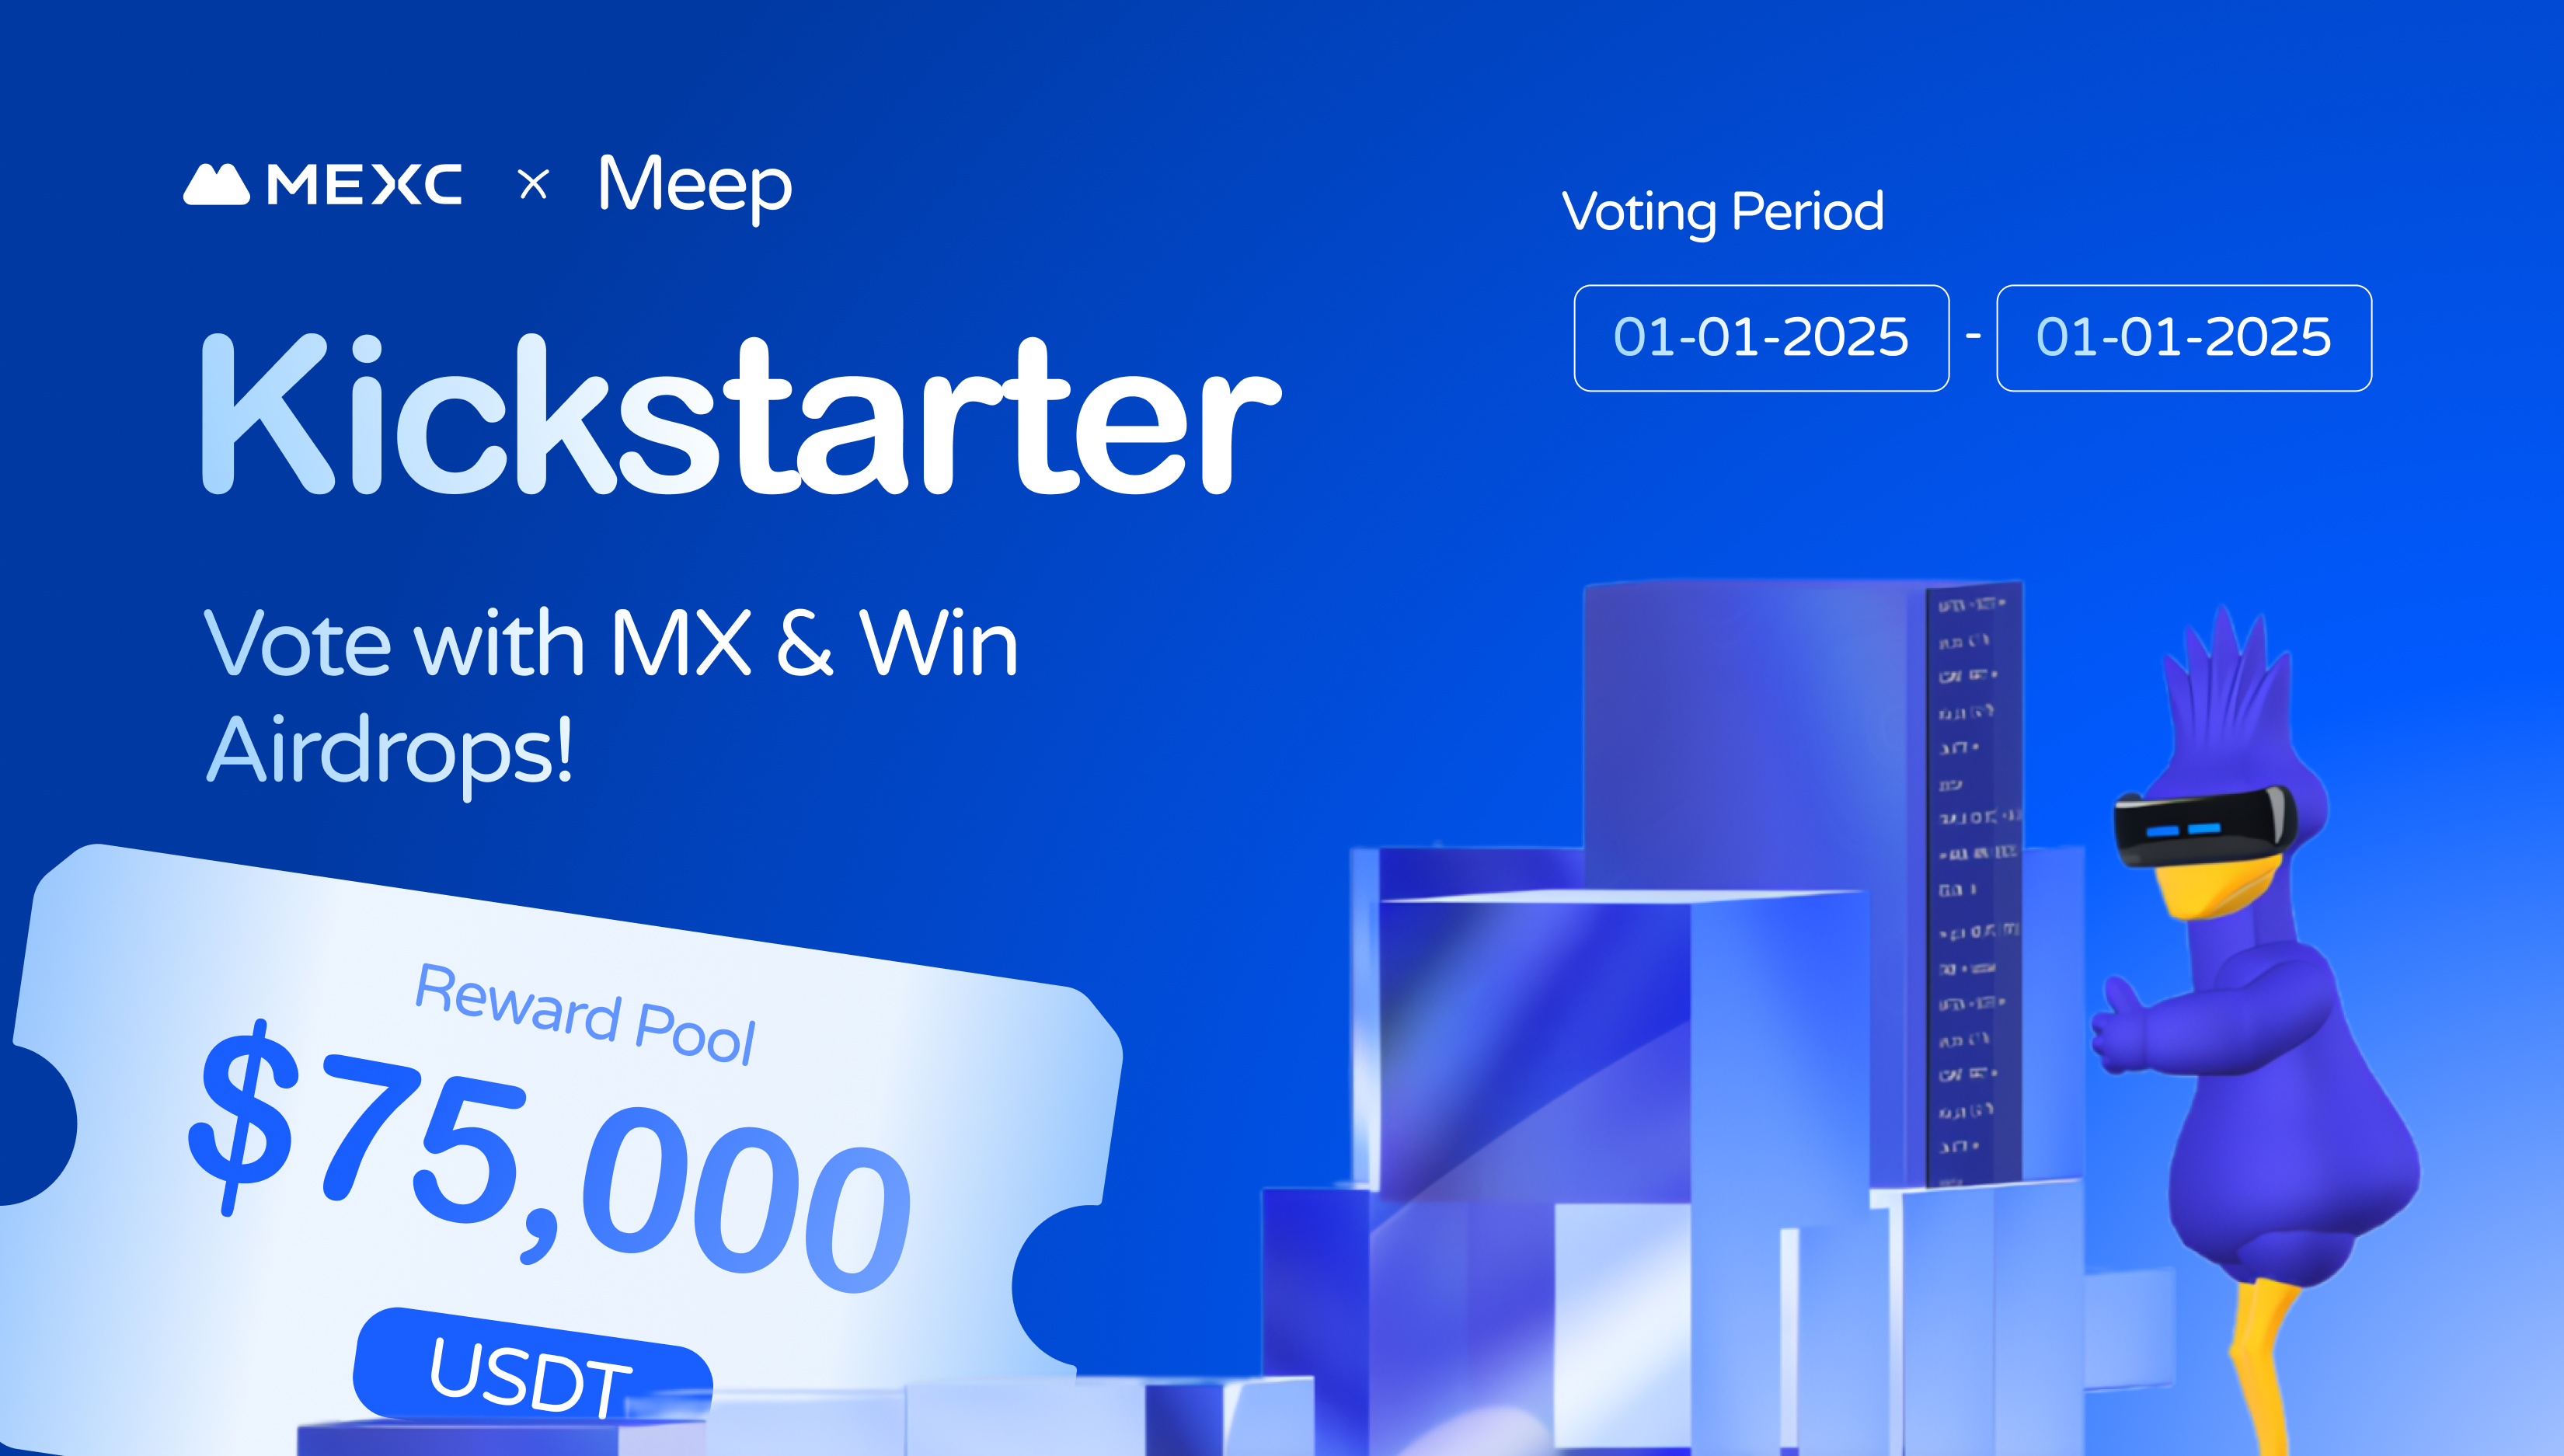 MEXC x Meep
Kickstarter
Vote with MX & Win
Airdrops!
Voting Period
01-01-2025 - 01-01-2025
Reward Pool
$75,000
USDT